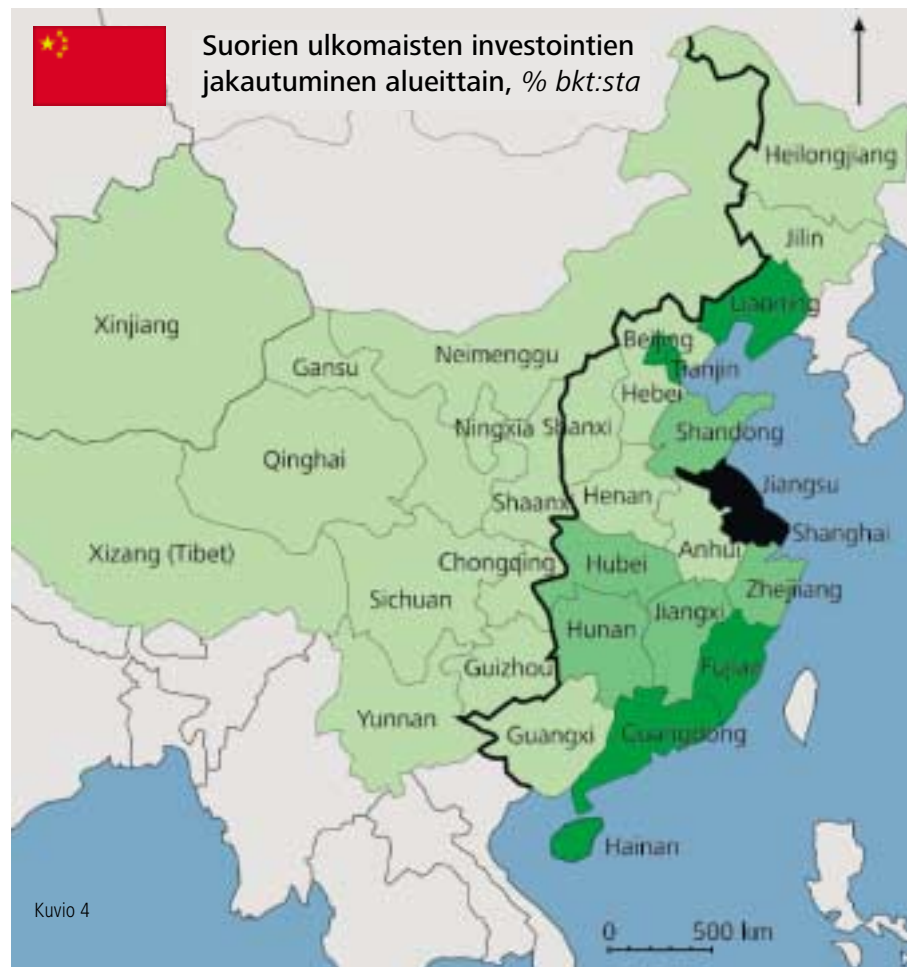 Suorien ulkomaisten investointien
jakautuminen alueittain, % bkt:sta
Heilongjiang
Jilin
Liaoning
Xinjiang
Beijing
Neimenggu
Gansu
Tianjin
Hebei
Ningxia
Shanxi
Shandong
Qinghai
Jiangsu
Shaanxi
Henan
Shanghai
Xizang (Tibet)
Anhui
Chongqing
Hubei
Sichuan
Zhejiang
Jiangxi
Hunan
Guizhou
Fujian
Yunnan
Guangxi
Guangdong
Hainan
Kuvio 4
0 500 km